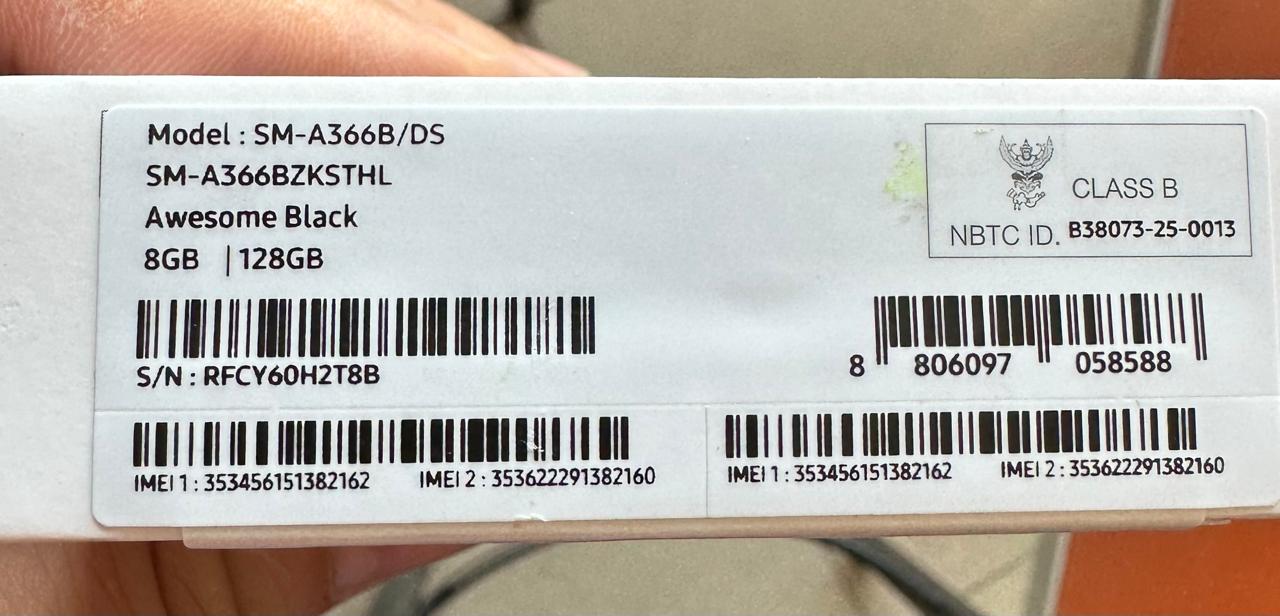 Model : SM-A366B/DS
SM-A366BZKSTHL
Awesome Black
8GB | 128GB
S/N : RFCY60H2T8B
CLASS B
NBTC ID. B38073-25-0013
8 806097 058588
IMEI 1 : 353456151382162 IMEI 2 : 353622291382160
IMEI 1 : 353456151382162 IMEI 2 : 353622291382160